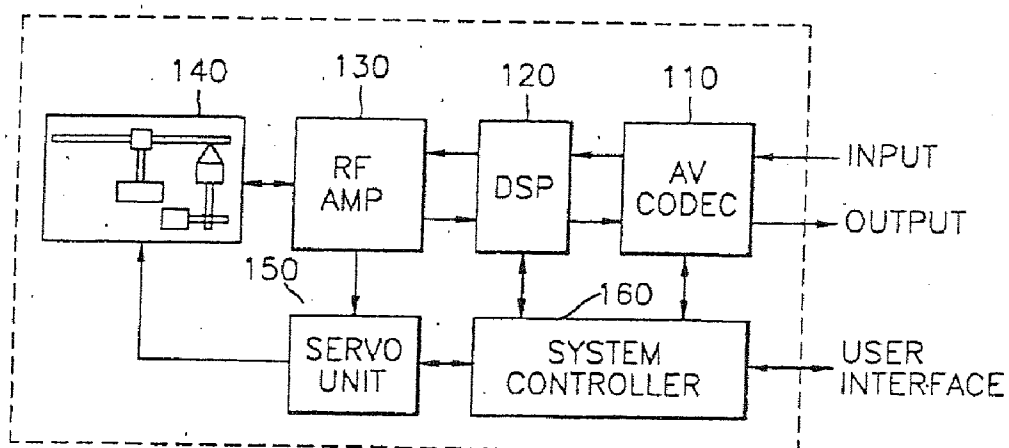 140
130
120
110
RF
AMP
DSP
AV
CODEC
INPUT
OUTPUT
150
160
SERVO
UNIT
SYSTEM
CONTROLLER
USER
INTERFACE